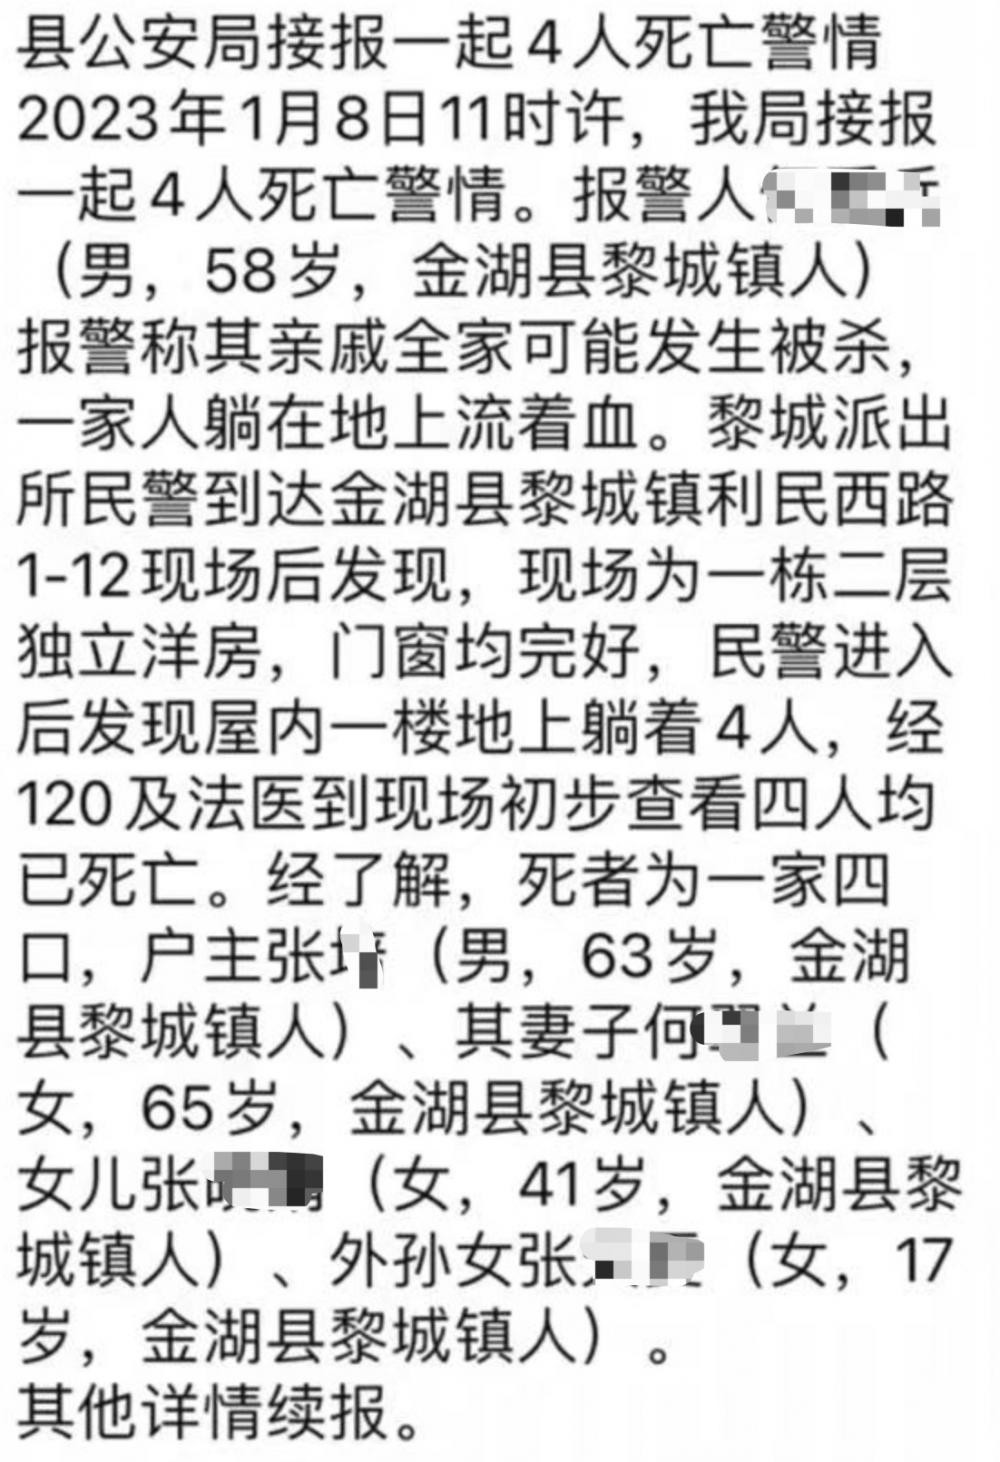 县公安局接报一起4人死亡警情
2023年1月8日11时许，我局接报
一起4人死亡警情。报警人
（男，58岁，金湖县黎城镇人）
报警称其亲戚全家可能发生被杀，
一家人躺在地上流着血。黎城派出
所民警到达金湖县黎城镇利民西路
1-12现场后发现，现场为一栋二层
独立洋房，门窗均完好，民警进入
后发现屋内一楼地上躺着4人，经
120及法医到现场初步查看四人均
已死亡。经了解，死者为一家四
口，户主张（男，63岁，金湖
县黎城镇人）、其妻子何（
女，65岁，金湖县黎城镇人）、
女儿张（女，41岁，金湖县黎
城镇人）、外孙女张（女，17
岁，金湖县黎城镇人）。
其他详情续报。